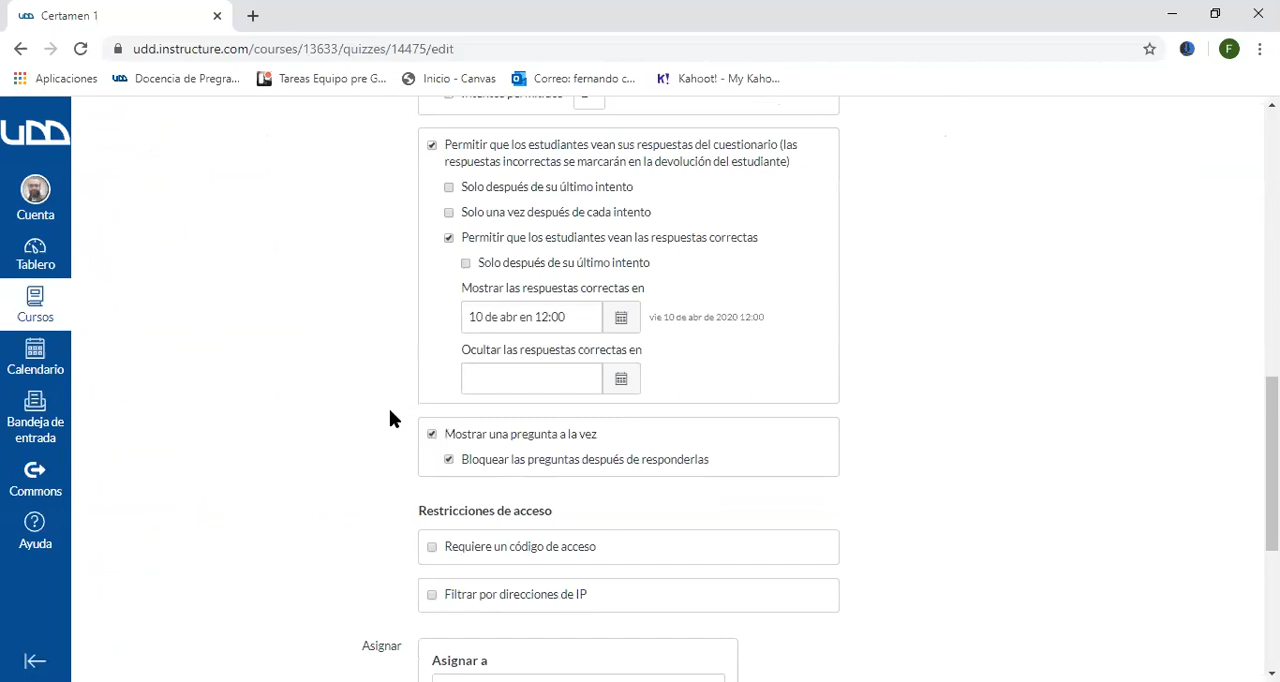 Certamen 1
udd.instructure.com/courses/13633/quizzes/14475/edit
F
Aplicaciones
UDD Docencia de Pregra...
Tareas Equipo pre G...
Inicio - Canvas
Correo: fernando c...
K! Kahoot! - My Kaho...
UDD
Cuenta
Tablero
Cursos
Calendario
Bandeja de
entrada
Commons
Ayuda
Permitir que los estudiantes vean sus respuestas del cuestionario (las
respuestas incorrectas se marcarán en la devolución del estudiante)
Solo después de su último intento
Solo una vez después de cada intento
Permitir que los estudiantes vean las respuestas correctas
Solo después de su último intento
Mostrar las respuestas correctas en
10 de abr en 12:00
vie 10 de abr de 2020 12:00
Ocultar las respuestas correctas en
Mostrar una pregunta a la vez
Bloquear las preguntas después de responderlas
Restricciones de acceso
Requiere un código de acceso
Filtrar por direcciones de IP
Asignar
Asignar a